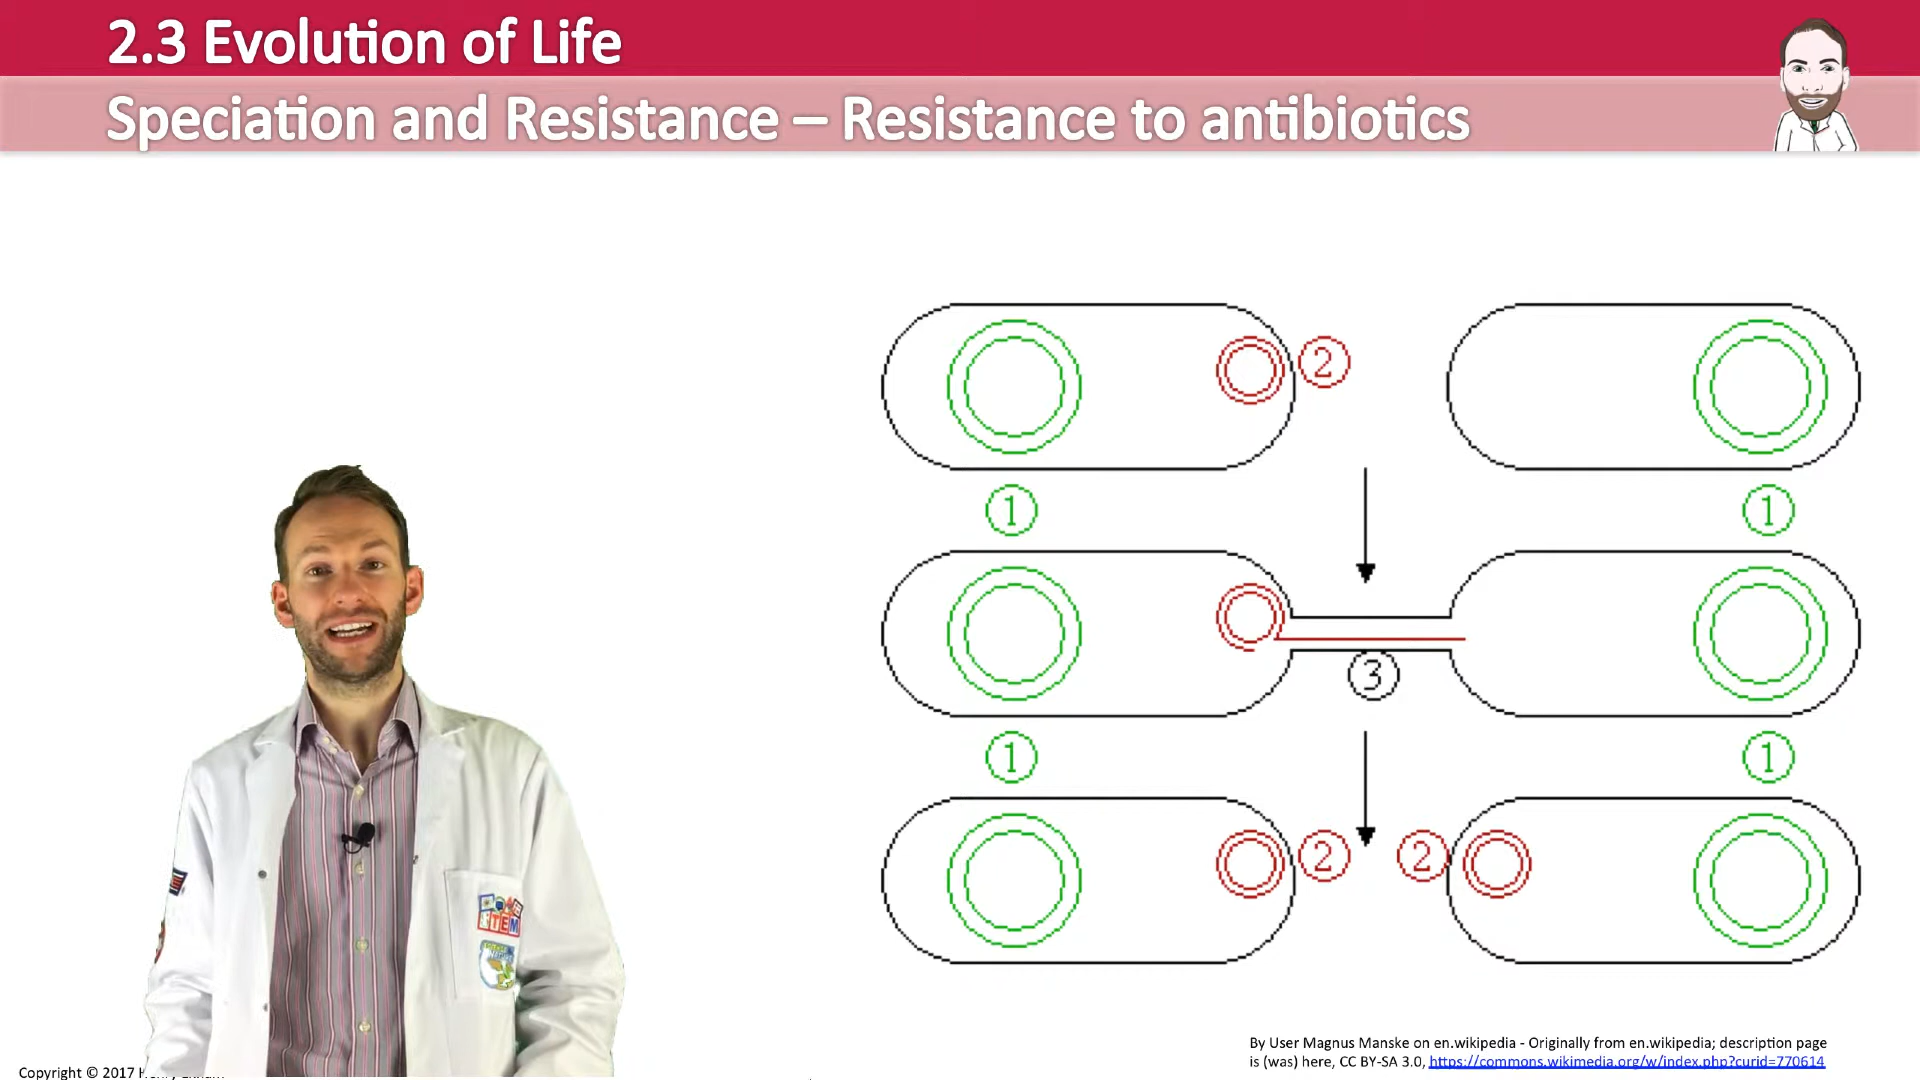 2.3 Evolution of Life
Speciation and Resistance – Resistance to antibiotics
2
1
1
3
1
1
2
2
TEM
By User Magnus Manske on en.wikipedia - Originally from en.wikipedia; description page
is (was) here, CC BY-SA 3.0, https://commons.wikimedia.org/w/index.php?curid=770614
Copyright © 2017